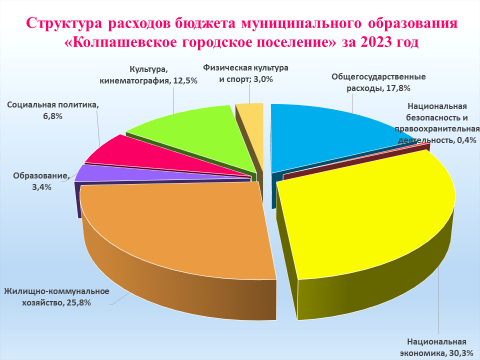 Структура расходов бюджета муниципального образования
«Колпашевское городское поселение» за 2023 год
Физическая культура
и спорт; 3,0%
Культура,
кинематография, 12,5%
Общегосударственные
расходы, 17,8%
Социальная политика,
6,8%
Национальная
безопасность и
правоохранительная
деятельность, 0,4%
Образование,
3,4%
Жилищно-коммунальное
хозяйство, 25,8%
Национальная
экономика, 30,3%